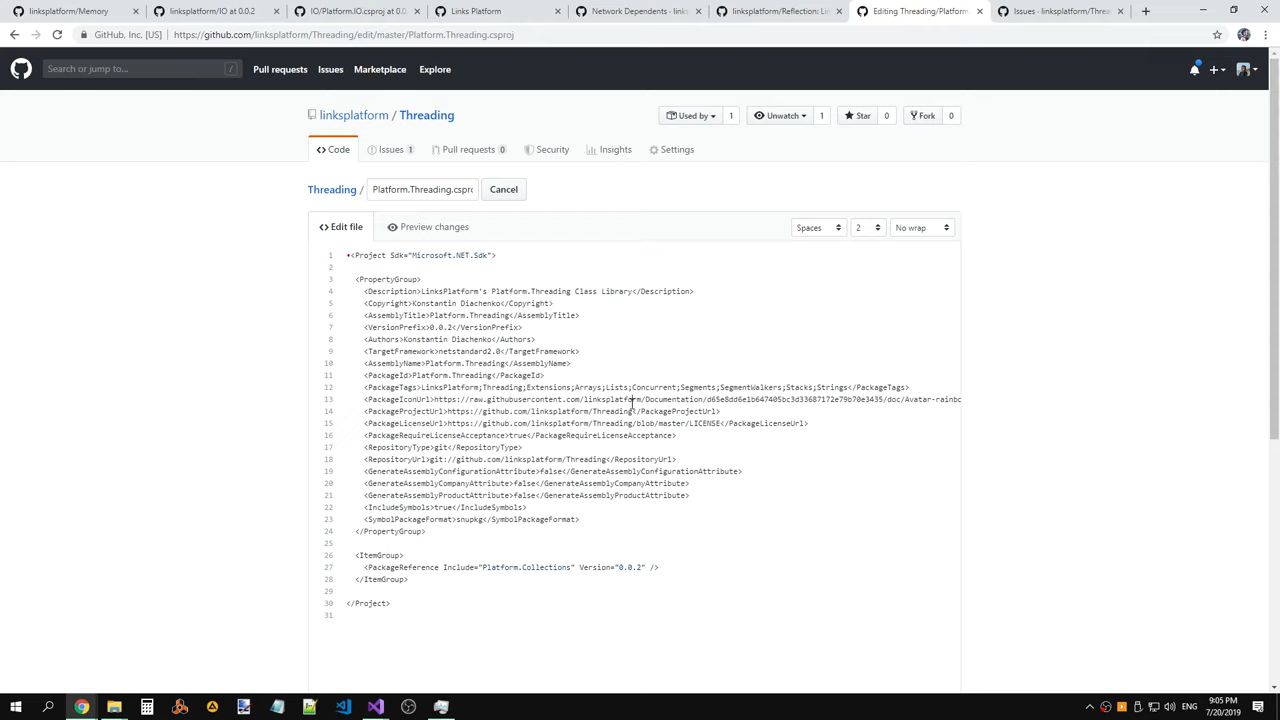 linksplatform/Memory
linksplatform/IO at 0.0.2
IO/Platform.IO.csproj at 0.0.
Links Platform
Network Dependents · links
linksplatform/Reflection: Li
Editing Threading/Platform
Issues · linksplatform/Threa
GitHub, Inc. [US] | https://github.com/linksplatform/Threading/edit/master/Platform.Threading.csproj
Search or jump to... /
Pull requests Issues Marketplace Explore
linksplatform / Threading
Used by 1 Unwatch 1 Star 0 Fork 0
Code Issues 1 Pull requests 0 Security Insights Settings
Threading / Platform.Threading.cspro Cancel
Edit file Preview changes Spaces 2 No wrap
1 <Project Sdk="Microsoft.NET.Sdk">
2
3 <PropertyGroup>
4 <Description>LinksPlatform's Platform.Threading Class Library</Description>
5 <Copyright>Konstantin Diachenko</Copyright>
6 <AssemblyTitle>Platform.Threading</AssemblyTitle>
7 <VersionPrefix>0.0.2</VersionPrefix>
8 <Authors>Konstantin Diachenko</Authors>
9 <TargetFramework>netstandard2.0</TargetFramework>
10 <AssemblyName>Platform.Threading</AssemblyName>
11 <PackageId>Platform.Threading</PackageId>
12 <PackageTags>LinksPlatform;Threading;Extensions;Arrays;Lists;Concurrent;Segments;SegmentWalkers;Stacks;Strings</PackageTags>
13 <PackageIconUrl>https://raw.githubusercontent.com/linksplatform/Documentation/d65e8dd6e1b647405bc3d33687172e79b70e3435/doc/Avatar-rainbo
14 <PackageProjectUrl>https://github.com/linksplatform/Threading</PackageProjectUrl>
15 <PackageLicenseUrl>https://github.com/linksplatform/Threading/blob/master/LICENSE</PackageLicenseUrl>
16 <PackageRequireLicenseAcceptance>true</PackageRequireLicenseAcceptance>
17 <RepositoryType>git</RepositoryType>
18 <RepositoryUrl>git://github.com/linksplatform/Threading</RepositoryUrl>
19 <GenerateAssemblyConfigurationAttribute>false</GenerateAssemblyConfigurationAttribute>
20 <GenerateAssemblyCompanyAttribute>false</GenerateAssemblyCompanyAttribute>
21 <GenerateAssemblyProductAttribute>false</GenerateAssemblyProductAttribute>
22 <IncludeSymbols>true</IncludeSymbols>
23 <SymbolPackageFormat>snupkg</SymbolPackageFormat>
24 </PropertyGroup>
25
26 <ItemGroup>
27 <PackageReference Include="Platform.Collections" Version="0.0.2" />
28 </ItemGroup>
29
30 </Project>
31
ENG
9:05 PM
7/20/2019